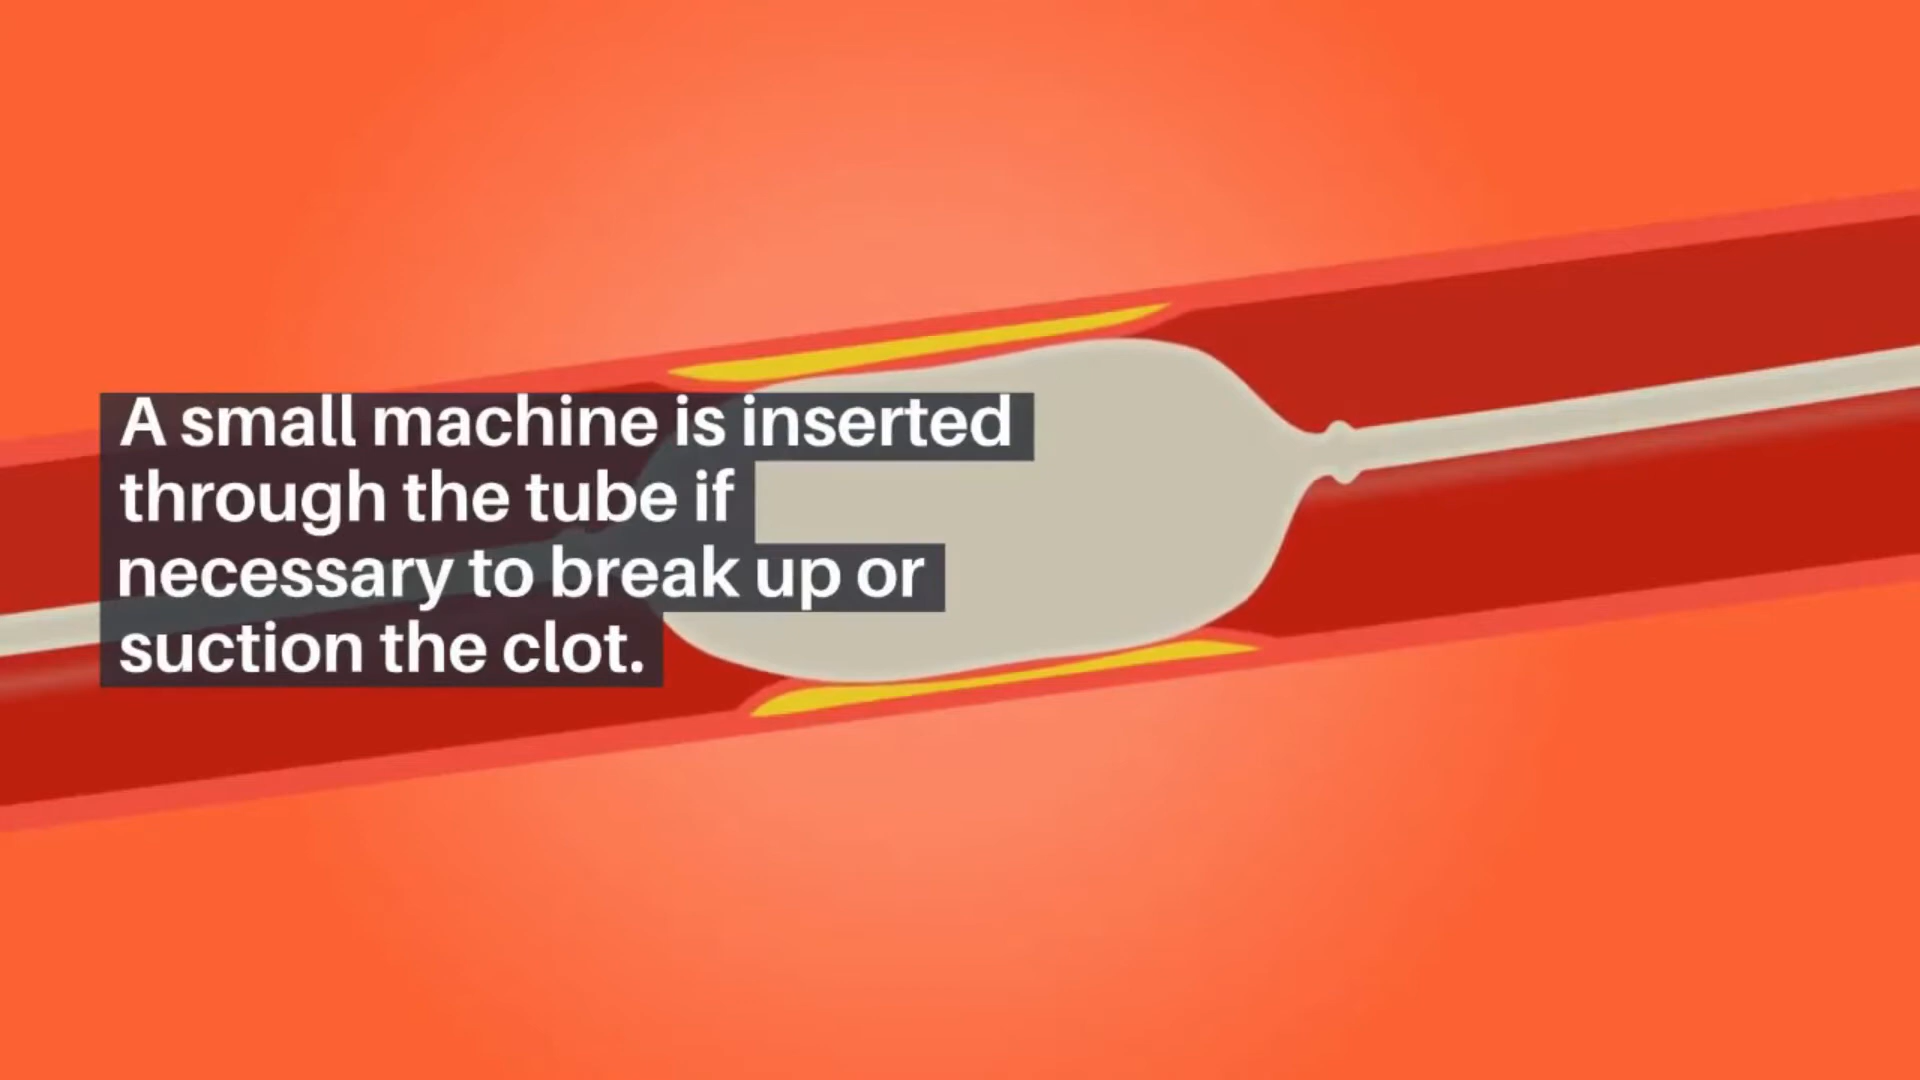 A small machine is inserted
through the tube if
necessary to break up or
suction the clot.